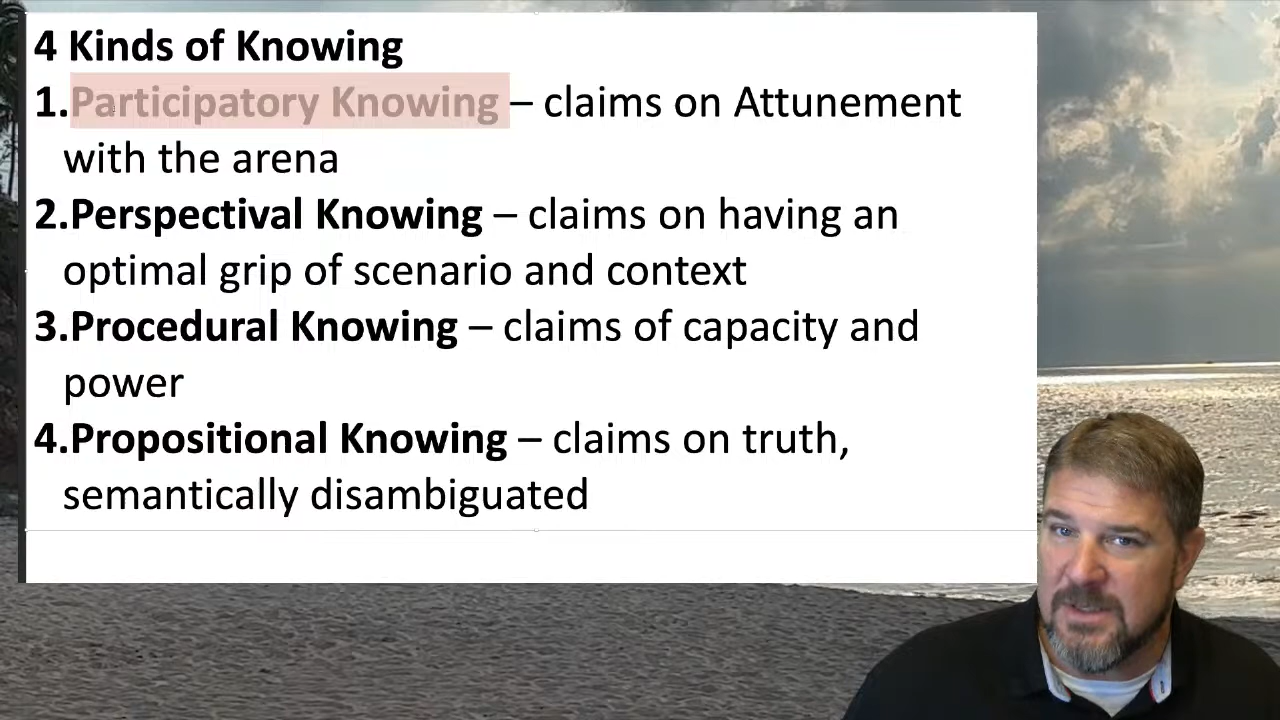 4 Kinds of Knowing
1.Participatory Knowing – claims on Attunement
with the arena
2.Perspectival Knowing – claims on having an
optimal grip of scenario and context
3.Procedural Knowing – claims of capacity and
power
4.Propositional Knowing – claims on truth,
semantically disambiguated